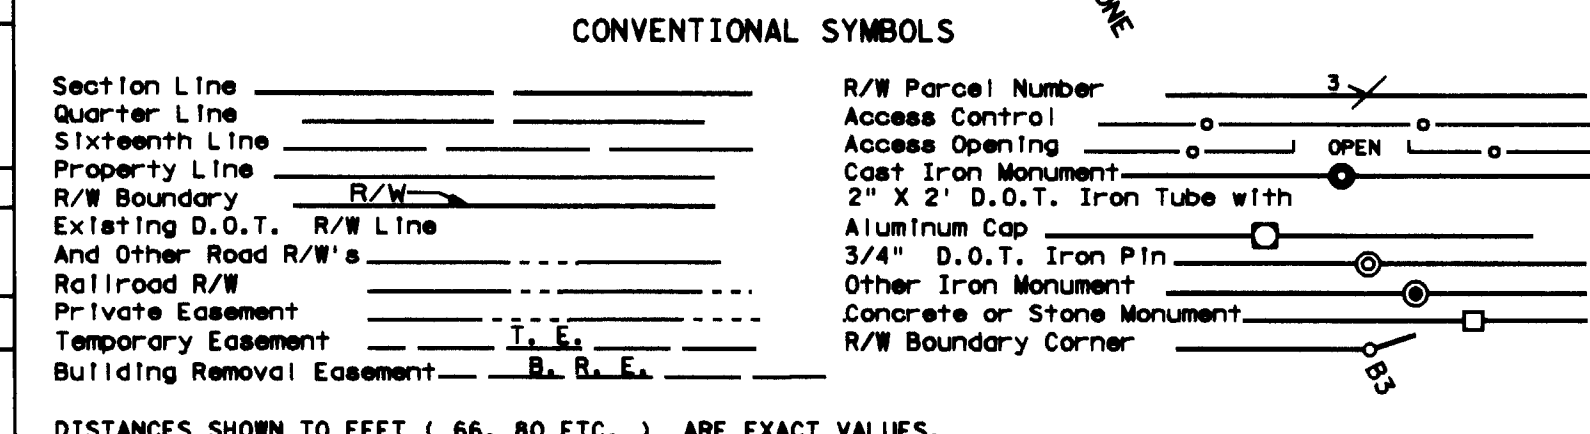 ONE
CONVENTIONAL SYMBOLS
Section Line
Quarter Line
Sixteenth Line
Property Line
R/W Boundary R/W
Existing D.O.T. R/W Line
And Other Road R/W's
Railroad R/W
Private Easement
Temporary Easement T. E.
Building Removal Easement B. R. E.
R/W Parcel Number 3
Access Control
Access Opening OPEN
Cast Iron Monument
2" X 2' D.O.T. Iron Tube with
Aluminum Cap
3/4" D.O.T. Iron Pin
Other Iron Monument
Concrete or Stone Monument
R/W Boundary Corner B3
DISTANCES SHOWN TO FEET ( 66, 80 ETC. ) ARE EXACT VALUES.